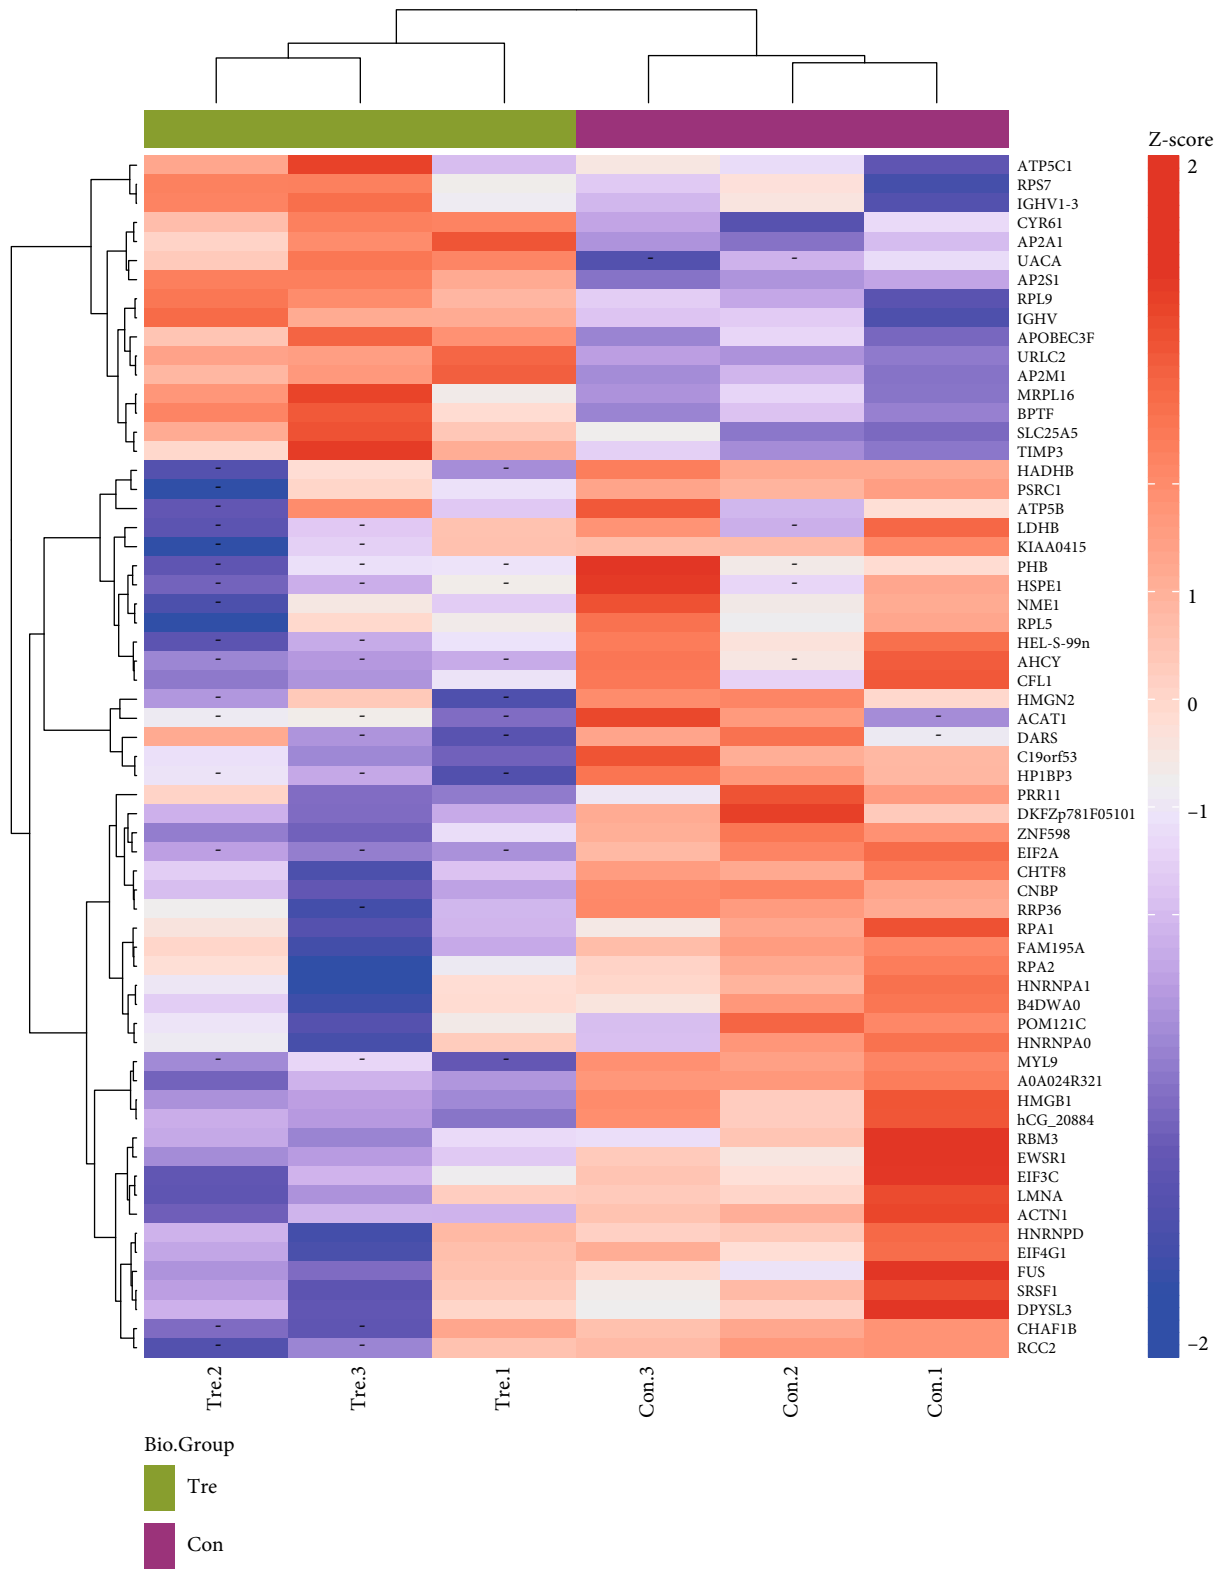 Z-score
2
1
0
–1
–2
ATP5C1
RPS7
IGHV1-3
CYR61
AP2A1
UACA
AP2S1
RPL9
IGHV
APOBEC3F
URLC2
AP2M1
MRPL16
BPTF
SLC25A5
TIMP3
HADHB
PSRC1
ATP5B
LDHB
KIAA0415
PHB
HSPE1
NME1
RPL5
HEL-S-99n
AHCY
CFL1
HMGN2
ACAT1
DARS
C19orf53
HP1BP3
PRR11
DKFZp781F05101
ZNF598
EIF2A
CHTF8
CNBP
RRP36
RPA1
FAM195A
RPA2
HNRNPA1
B4DWA0
POM121C
HNRNPA0
MYL9
A0A024R321
HMGB1
hCG_20884
RBM3
EWSR1
EIF3C
LMNA
ACTN1
HNRNPD
EIF4G1
FUS
SRSF1
DPYSL3
CHAF1B
RCC2
Tre.2
Tre.3
Tre.1
Con.3
Con.2
Con.1
Bio.Group
Tre
Con